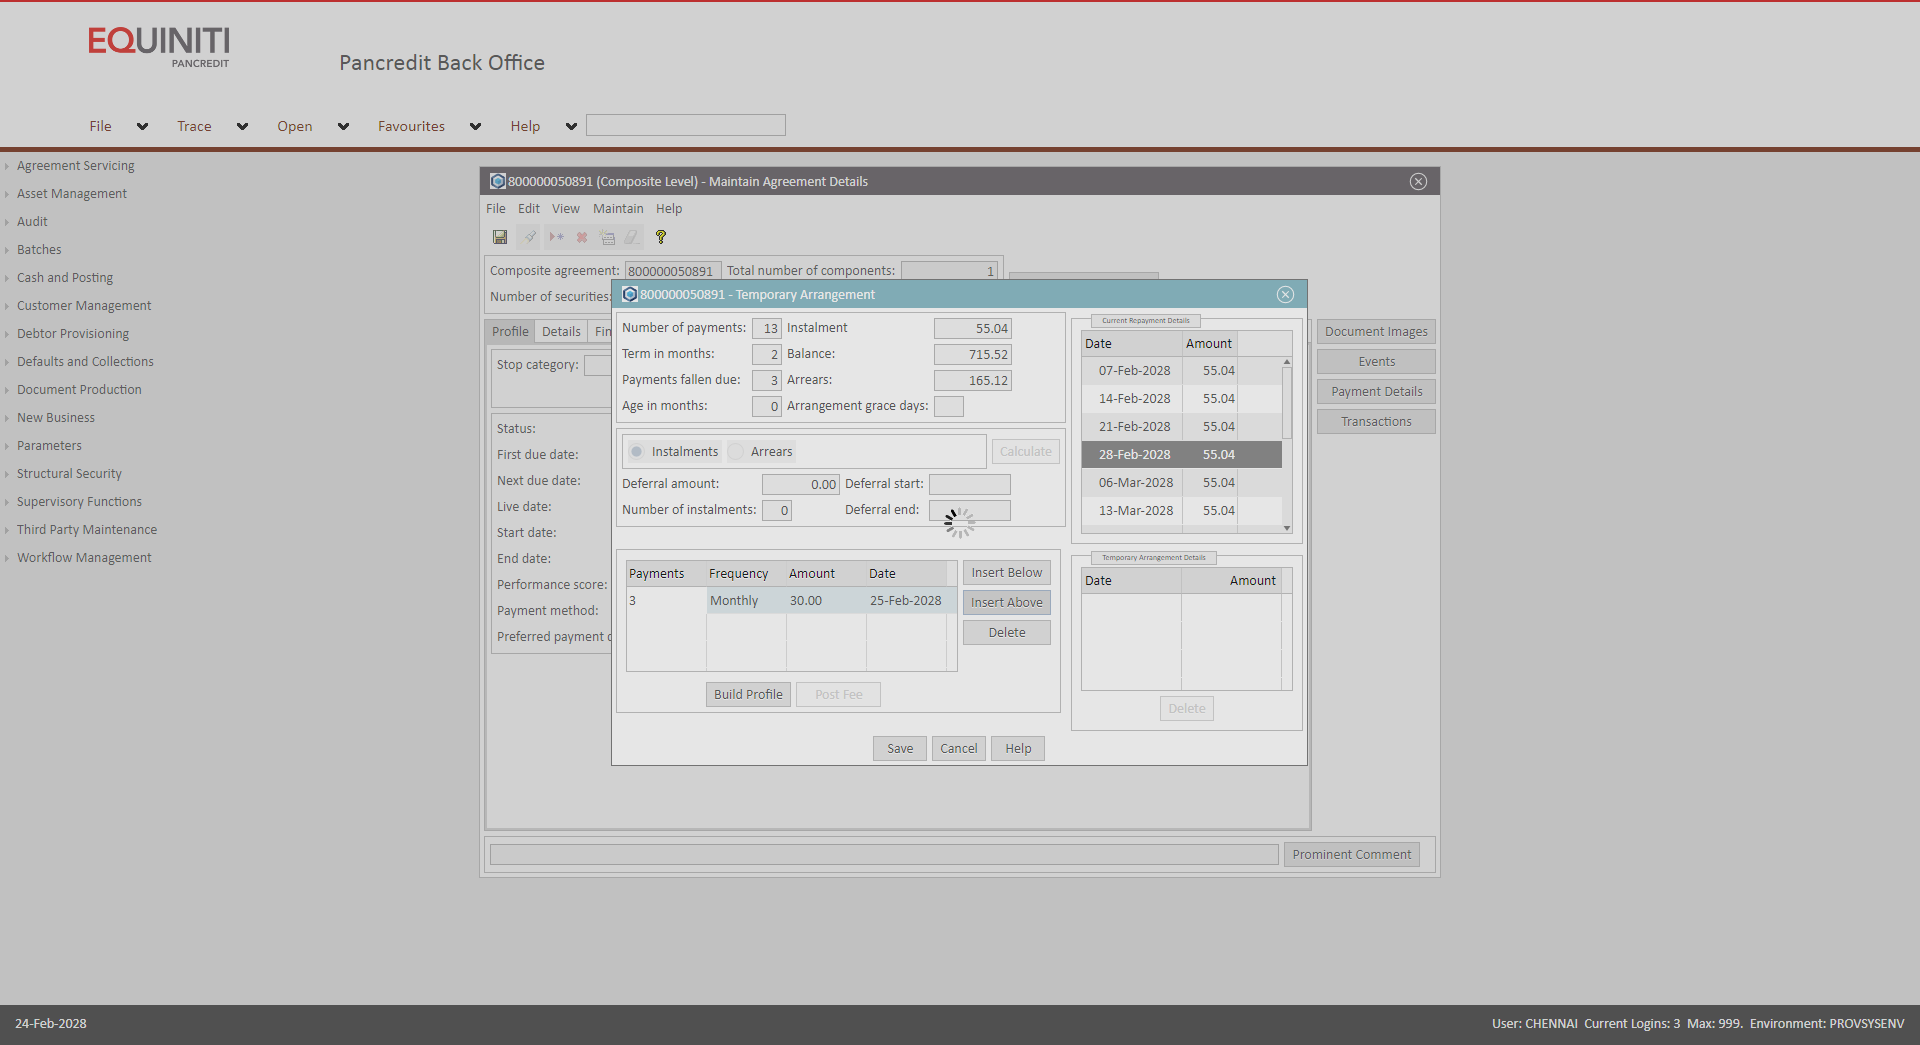 EQUINITI
PANCREDIT
Pancredit Back Office
File Trace Open Favourites Help
Agreement Servicing
Asset Management
Audit
Batches
Cash and Posting
Customer Management
Debtor Provisioning
Defaults and Collections
Document Production
New Business
Parameters
Structural Security
Supervisory Functions
Third Party Maintenance
Workflow Management
800000050891 (Composite Level) - Maintain Agreement Details
File Edit View Maintain Help
Composite agreement: 800000050891 Total number of components: 1
Number of securities:
Profile Details Fin
Stop category:
Status:
First due date:
Next due date:
Live date:
Start date:
End date:
Performance score:
Payment method:
Preferred payment d
800000050891 - Temporary Arrangement
Number of payments: 13 Instalment 55.04
Term in months: 2 Balance: 715.52
Payments fallen due: 3 Arrears: 165.12
Age in months: 0 Arrangement grace days:
Instalments Arrears Calculate
Deferral amount: 0.00 Deferral start:
Number of instalments: 0 Deferral end:
Payments Frequency Amount Date
3 Monthly 30.00 25-Feb-2028
Insert Below
Insert Above
Delete
Build Profile Post Fee
Current Repayment Details
Date Amount
07-Feb-2028 55.04
14-Feb-2028 55.04
21-Feb-2028 55.04
28-Feb-2028 55.04
06-Mar-2028 55.04
13-Mar-2028 55.04
Temporary Arrangement Details
Date Amount
Delete
Save Cancel Help
Document Images
Events
Payment Details
Transactions
Prominent Comment
24-Feb-2028
User: CHENNAI Current Logins: 3 Max: 999. Environment: PROVSYSENV